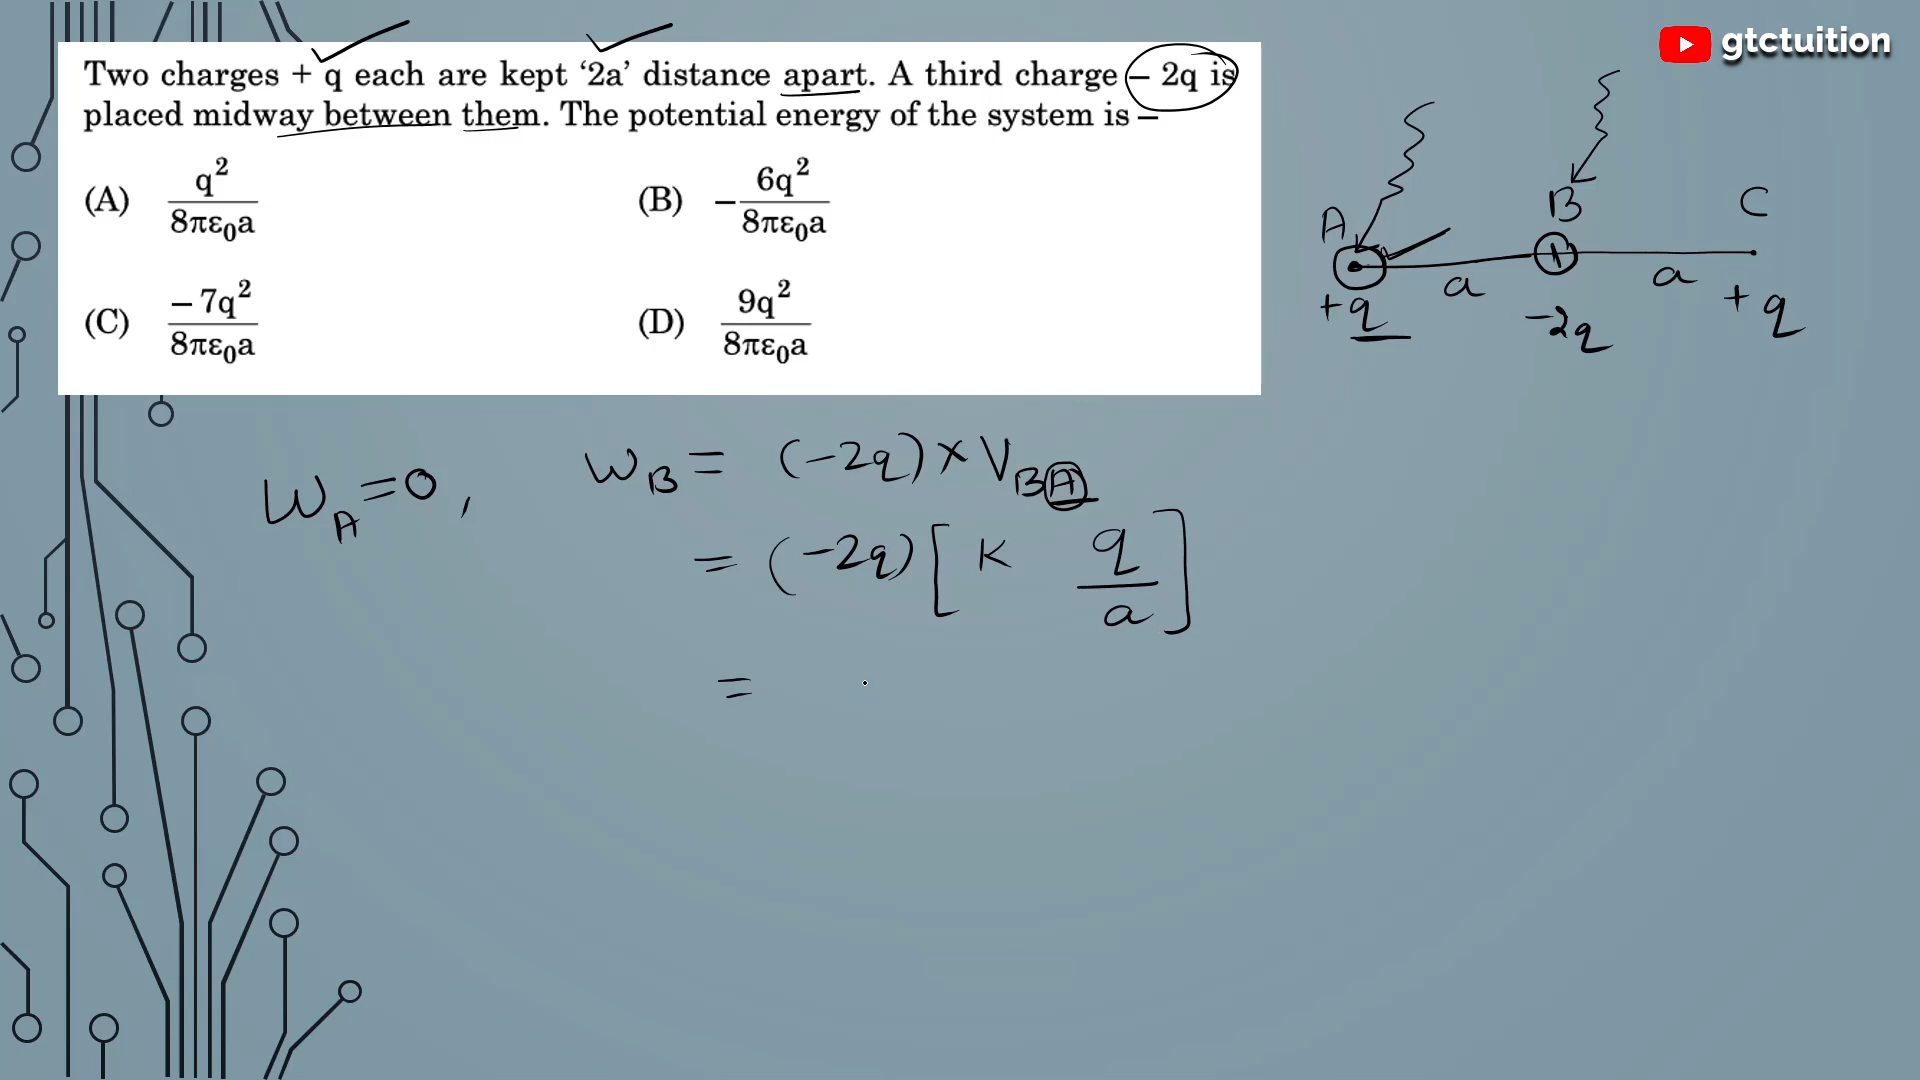 gtctuition
Two charges + q each are kept ‘2a’ distance apart. A third charge – 2q is
placed midway between them. The potential energy of the system is –
(A) q² / 8πε₀a
(B) – 6q² / 8πε₀a
(C) – 7q² / 8πε₀a
(D) 9q² / 8πε₀a
A B C
a a
+q -2q +q
W_A = 0, W_B = (-2q) × V_BA
= (-2q) [ K q/a ]
=